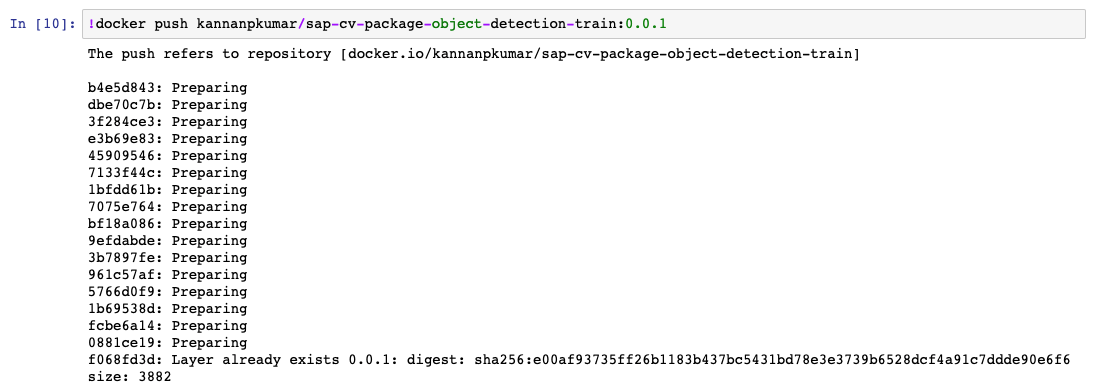 In [10]: !docker push kannanpkumar/sap-cv-package-object-detection-train:0.0.1
The push refers to repository [docker.io/kannanpkumar/sap-cv-package-object-detection-train]
b4e5d843: Preparing
dbe70c7b: Preparing
3f284ce3: Preparing
e3b69e83: Preparing
45909546: Preparing
7133f44c: Preparing
1bfdd61b: Preparing
7075e764: Preparing
bf18a086: Preparing
9efdabde: Preparing
3b7897fe: Preparing
961c57af: Preparing
5766d0f9: Preparing
1b69538d: Preparing
fcbe6a14: Preparing
0881ce19: Preparing
f068fd3d: Layer already exists 0.0.1: digest: sha256:e00af93735ff26b1183b437bc5431bd78e3e3739b6528dcf4a91c7ddde90e6f6
size: 3882